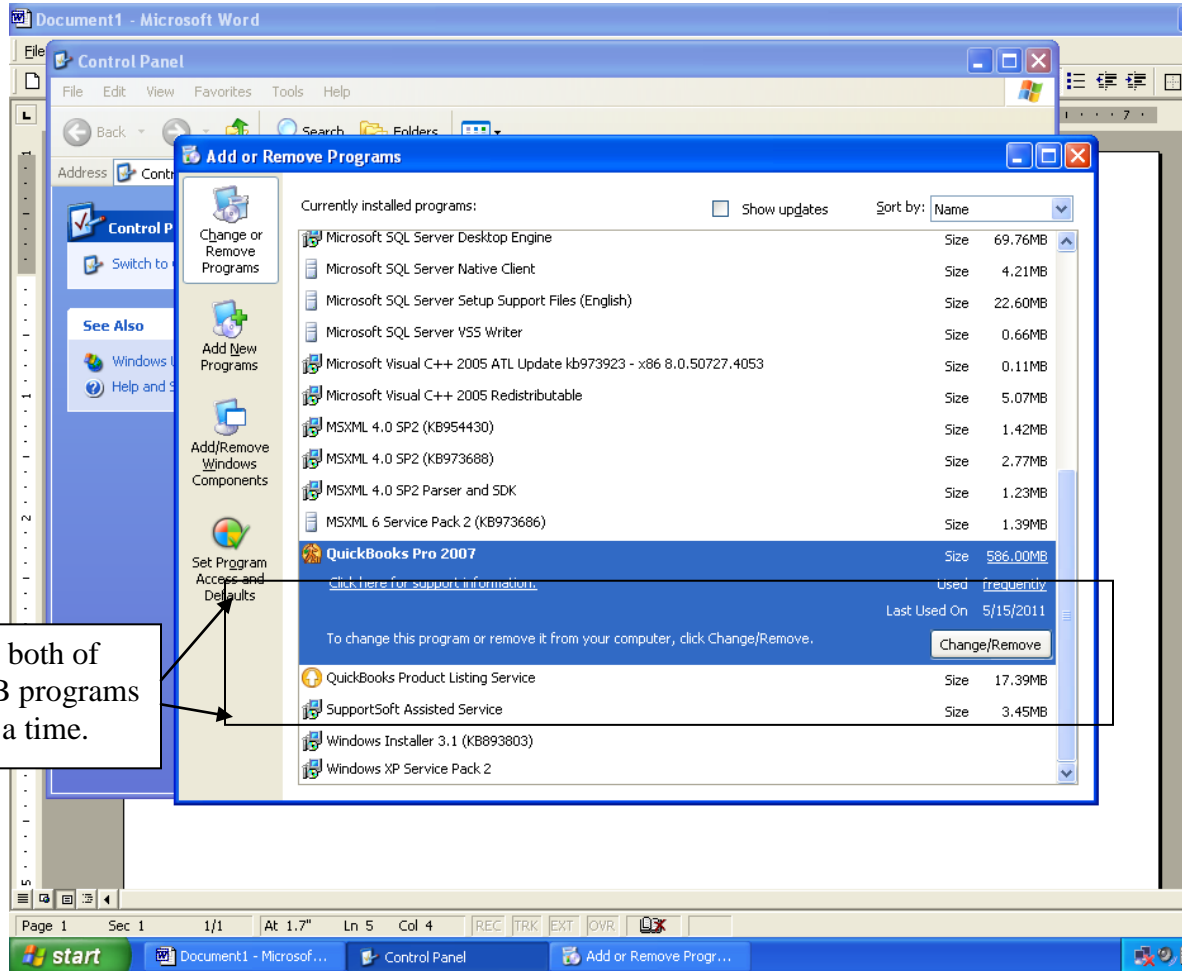 Document1 - Microsoft Word
File
Control Panel
File Edit View Favorites Tools Help
Back Search Folders
7
Address
Add or Remove Programs
Change or
Remove
Programs
Add New
Programs
Add/Remove
Windows
Components
Set Program
Access and
Defaults
Currently installed programs:
Show updates
Sort by: Name
Microsoft SQL Server Desktop Engine Size 69.76MB
Microsoft SQL Server Native Client Size 4.21MB
Microsoft SQL Server Setup Support Files (English) Size 22.60MB
Microsoft SQL Server VSS Writer Size 0.66MB
Microsoft Visual C++ 2005 ATL Update kb973923 - x86 8.0.50727.4053 Size 0.11MB
Microsoft Visual C++ 2005 Redistributable Size 5.07MB
MSXML 4.0 SP2 (KB954430) Size 1.42MB
MSXML 4.0 SP2 (KB973688) Size 2.77MB
MSXML 4.0 SP2 Parser and SDK Size 1.23MB
MSXML 6 Service Pack 2 (KB973686) Size 1.39MB
QuickBooks Pro 2007 Size 586.00MB
Click here for support information. Used frequently
Last Used On 5/15/2011
To change this program or remove it from your computer, click Change/Remove. Change/Remove
QuickBooks Product Listing Service Size 17.39MB
SupportSoft Assisted Service Size 3.45MB
Windows Installer 3.1 (KB893803)
Windows XP Service Pack 2
Control P
Switch to
See Also
Windows
Help and S
both of
B programs
a time.
Page 1 Sec 1 1/1 At 1.7" Ln 5 Col 4 REC TRK EXT OVR
start Document1 - Microsof... Control Panel Add or Remove Progr...